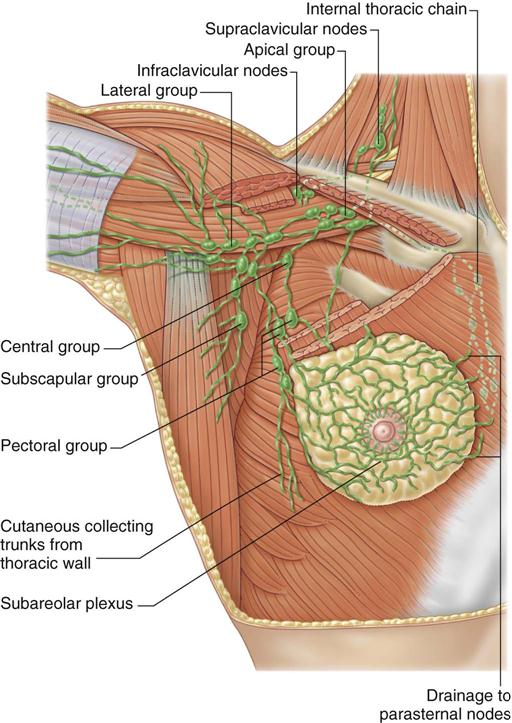 Internal thoracic chain
Supraclavicular nodes
Apical group
Infraclavicular nodes
Lateral group
Central group
Subscapular group
Pectoral group
Cutaneous collecting
trunks from
thoracic wall
Subareolar plexus
Drainage to
parasternal nodes